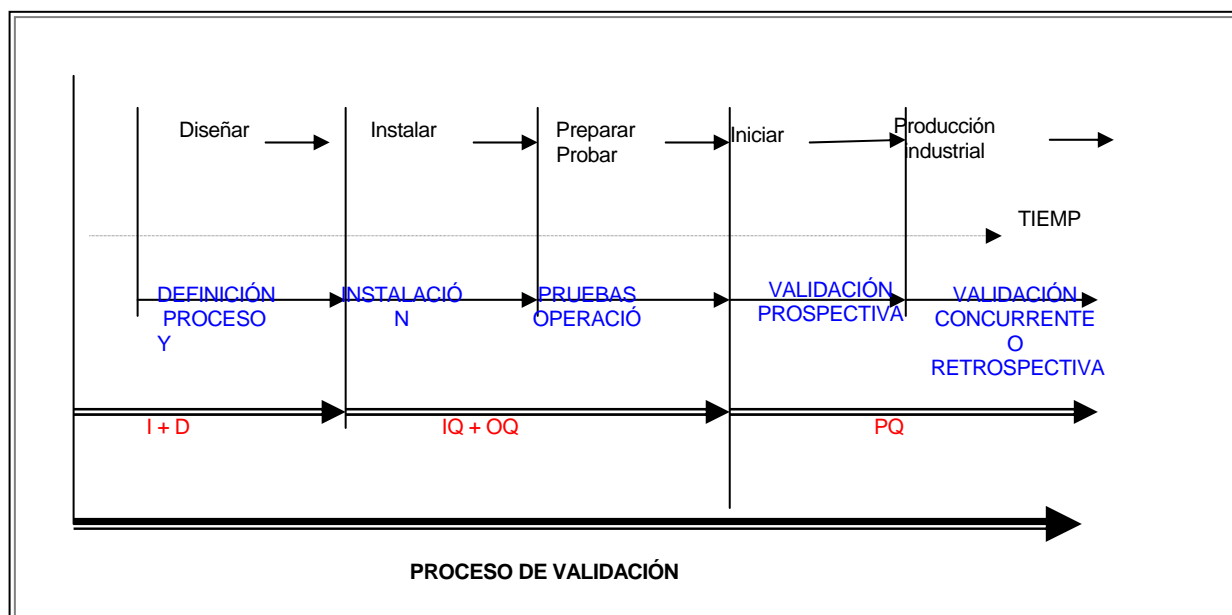 Diseñar
Instalar
Preparar
Probar
Iniciar
Producción
industrial
TIEMP
DEFINICIÓN
PROCESO
Y
INSTALACIÓ
N
PRUEBAS
OPERACIÓ
VALIDACIÓN
PROSPECTIVA
VALIDACIÓN
CONCURRENTE
O
RETROSPECTIVA
I + D
IQ + OQ
PQ
PROCESO DE VALIDACIÓN